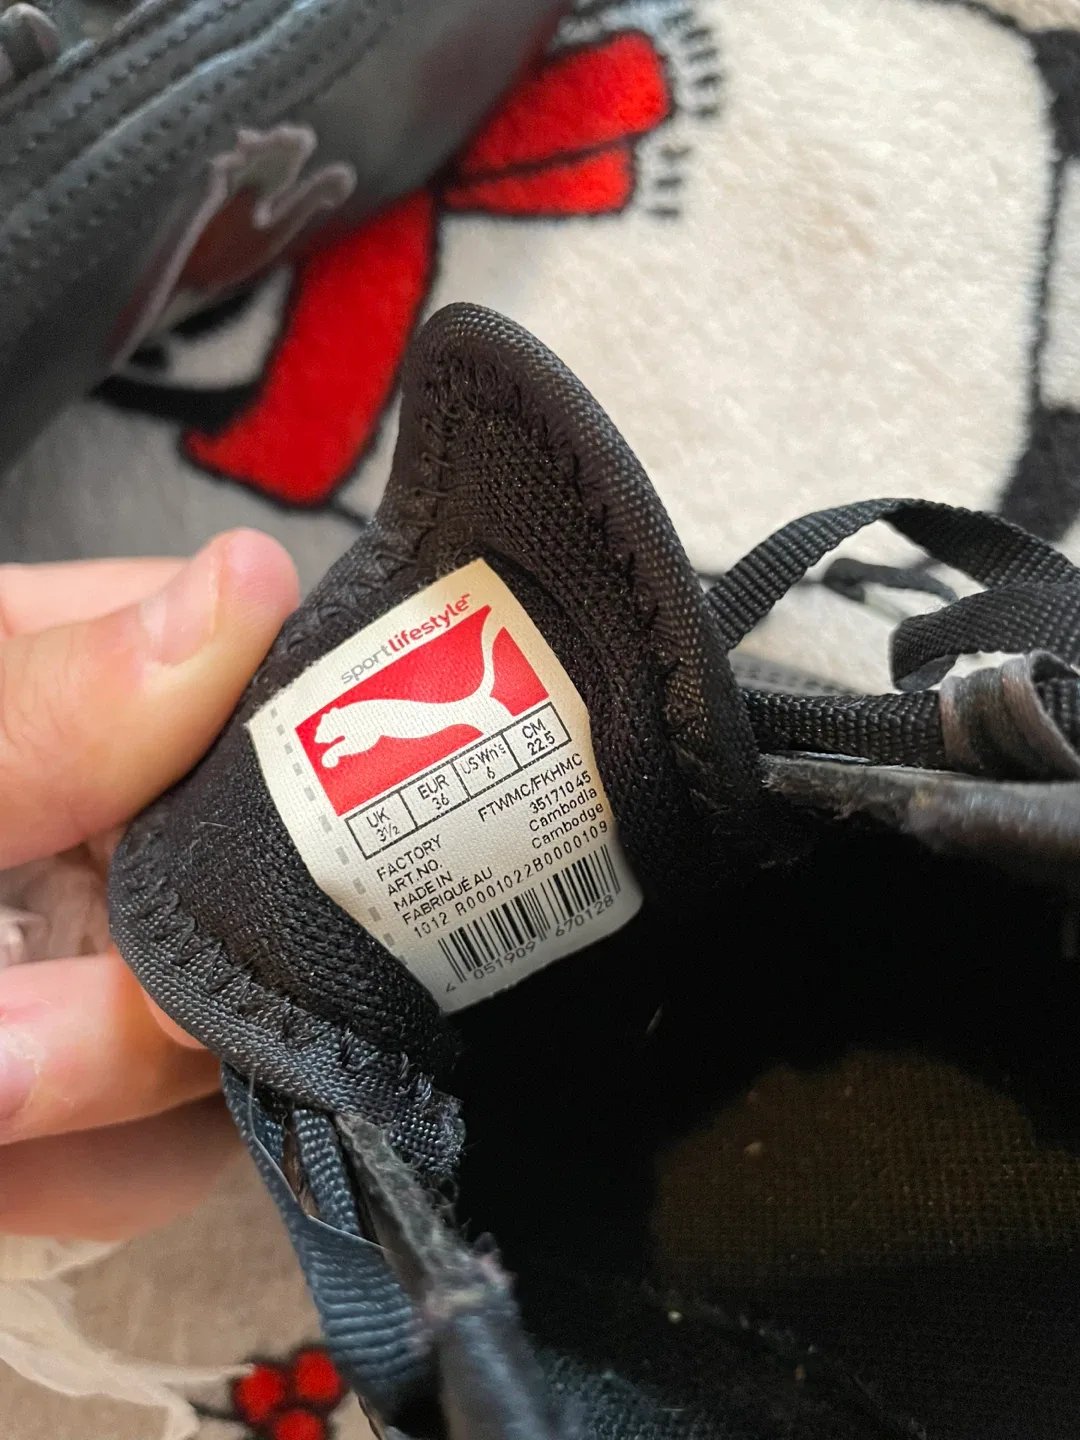 sportlifestyle™
UK EUR US Wn's CM
3½ 36 6 22.5
FACTORY FTWMC/FKHMC
ART.NO. 35171045
MADE IN Cambodia
FABRIQUÉ AU Cambodge
1012 R0001022B0000109
4 051909 670128